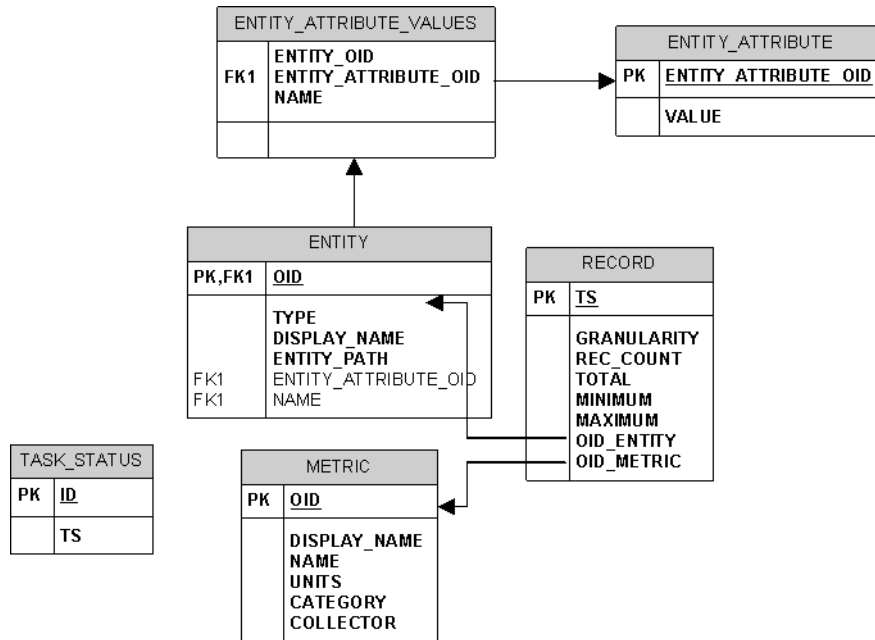 ENTITY_ATTRIBUTE_VALUES
ENTITY_OID
FK1 ENTITY_ATTRIBUTE_OID
NAME
ENTITY_ATTRIBUTE
PK ENTITY_ATTRIBUTE_OID
VALUE
ENTITY
PK,FK1 OID
TYPE
DISPLAY_NAME
ENTITY_PATH
FK1 ENTITY_ATTRIBUTE_OID
FK1 NAME
RECORD
PK TS
GRANULARITY
REC_COUNT
TOTAL
MINIMUM
MAXIMUM
OID_ENTITY
OID_METRIC
TASK_STATUS
PK ID
TS
METRIC
PK OID
DISPLAY_NAME
NAME
UNITS
CATEGORY
COLLECTOR